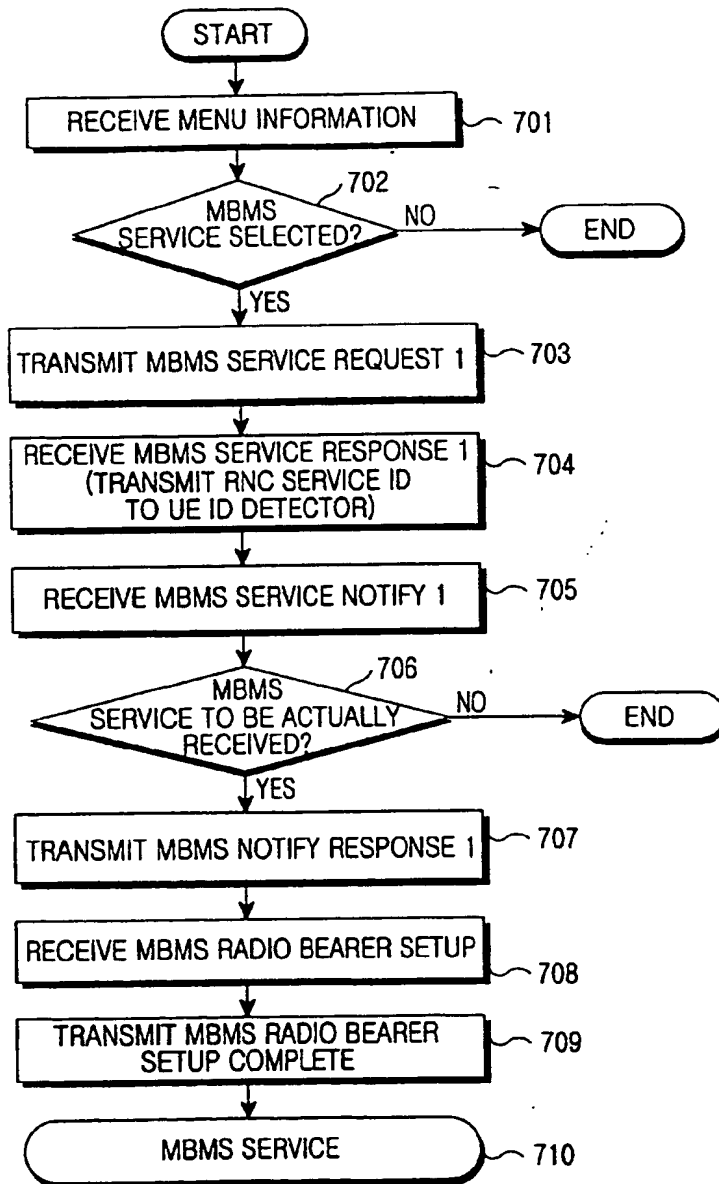 START
RECEIVE MENU INFORMATION
701
702
MBMS
SERVICE SELECTED?
NO
END
YES
TRANSMIT MBMS SERVICE REQUEST 1
703
RECEIVE MBMS SERVICE RESPONSE 1
(TRANSMIT RNC SERVICE ID
TO UE ID DETECTOR)
704
RECEIVE MBMS SERVICE NOTIFY 1
705
706
MBMS
SERVICE TO BE ACTUALLY
RECEIVED?
NO
END
YES
TRANSMIT MBMS NOTIFY RESPONSE 1
707
RECEIVE MBMS RADIO BEARER SETUP
708
TRANSMIT MBMS RADIO BEARER
SETUP COMPLETE
709
MBMS SERVICE
710